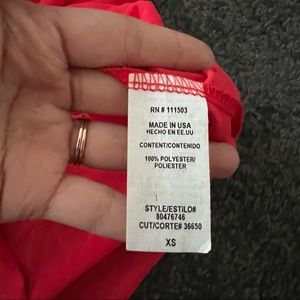 RN # 111503
MADE IN USA
HECHO EN EE.UU
CONTENT/CONTENIDO
100% POLYESTER/
POLIESTER
STYLE/ESTILO#
80476746
CUT/CORTE# 36650
XS